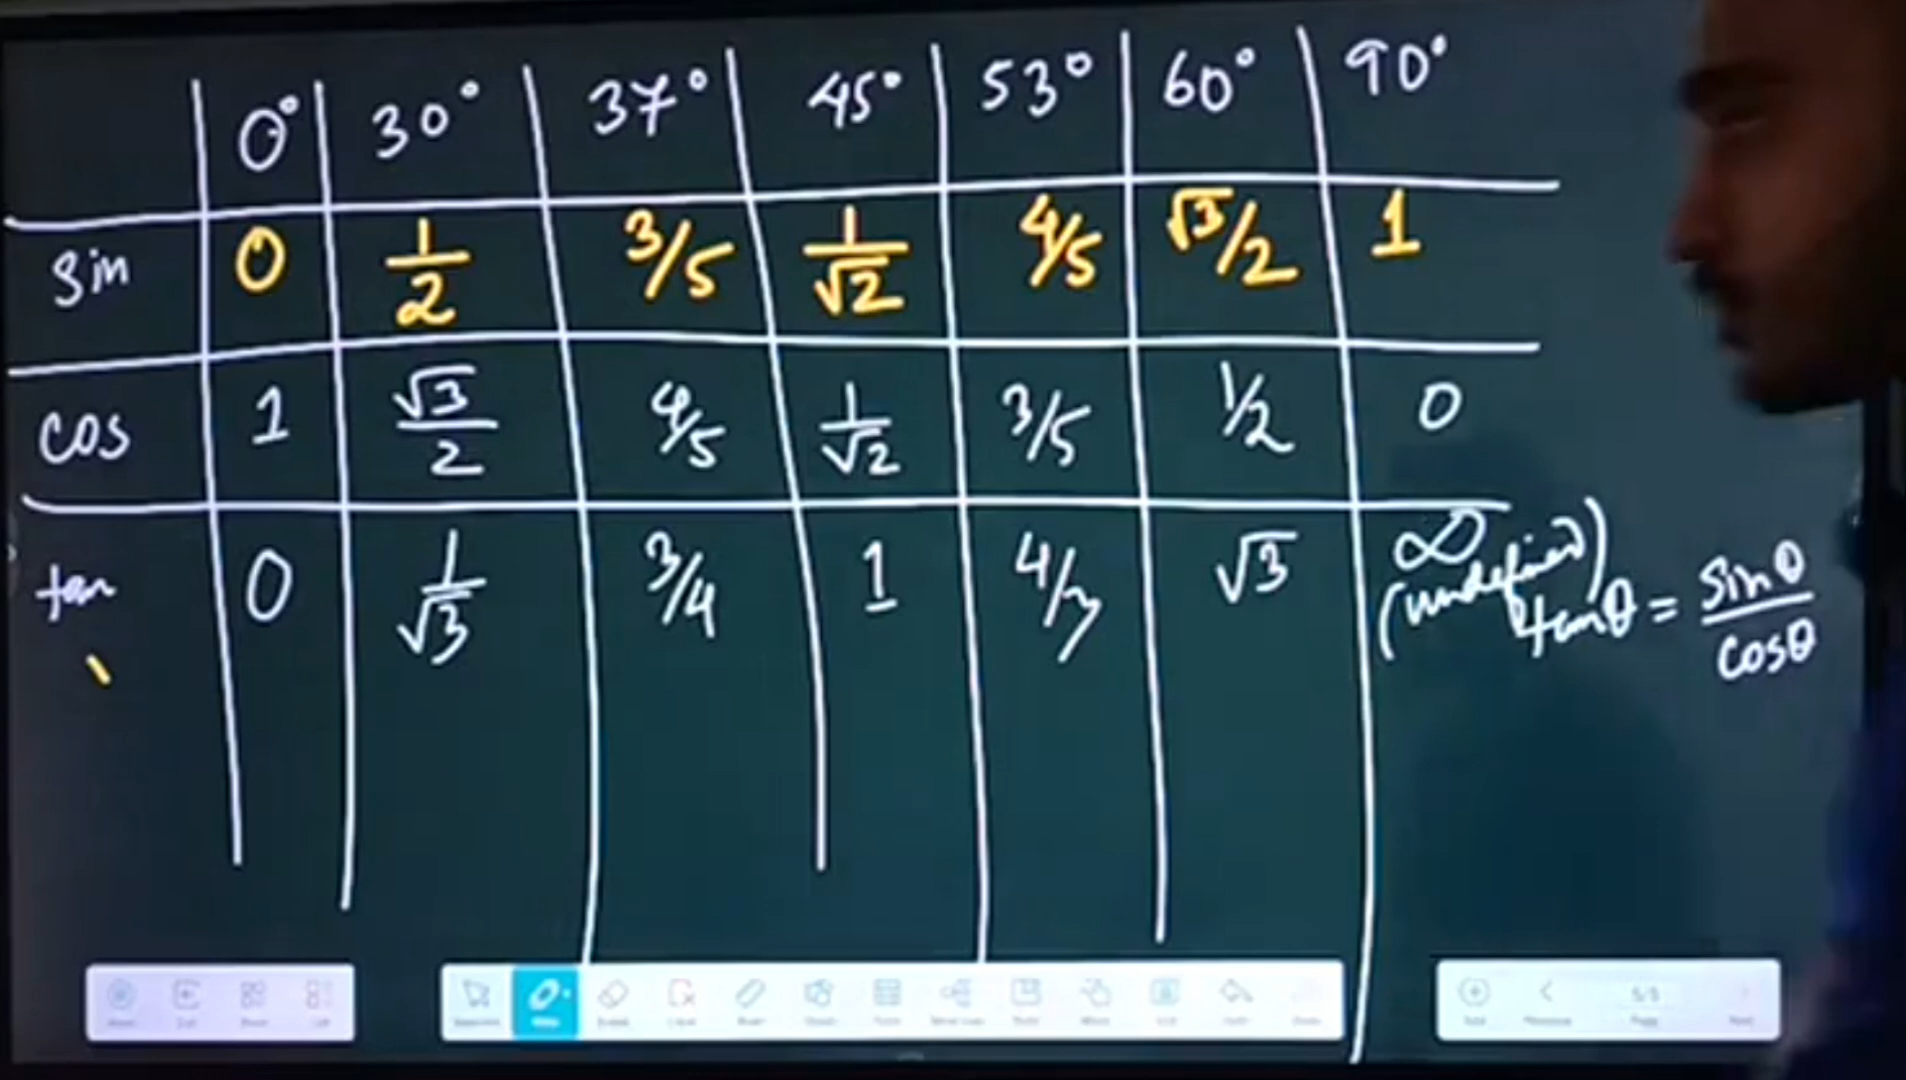 0° 30° 37° 45° 53° 60° 90°
sin 0 1/2 3/5 1/√2 4/5 √3/2 1
cos 1 √3/2 4/5 1/√2 3/5 1/2 0
tan 0 1/√3 3/4 1 4/3 √3 ∞
(undefined)
tanθ = sinθ/cosθ
5/5